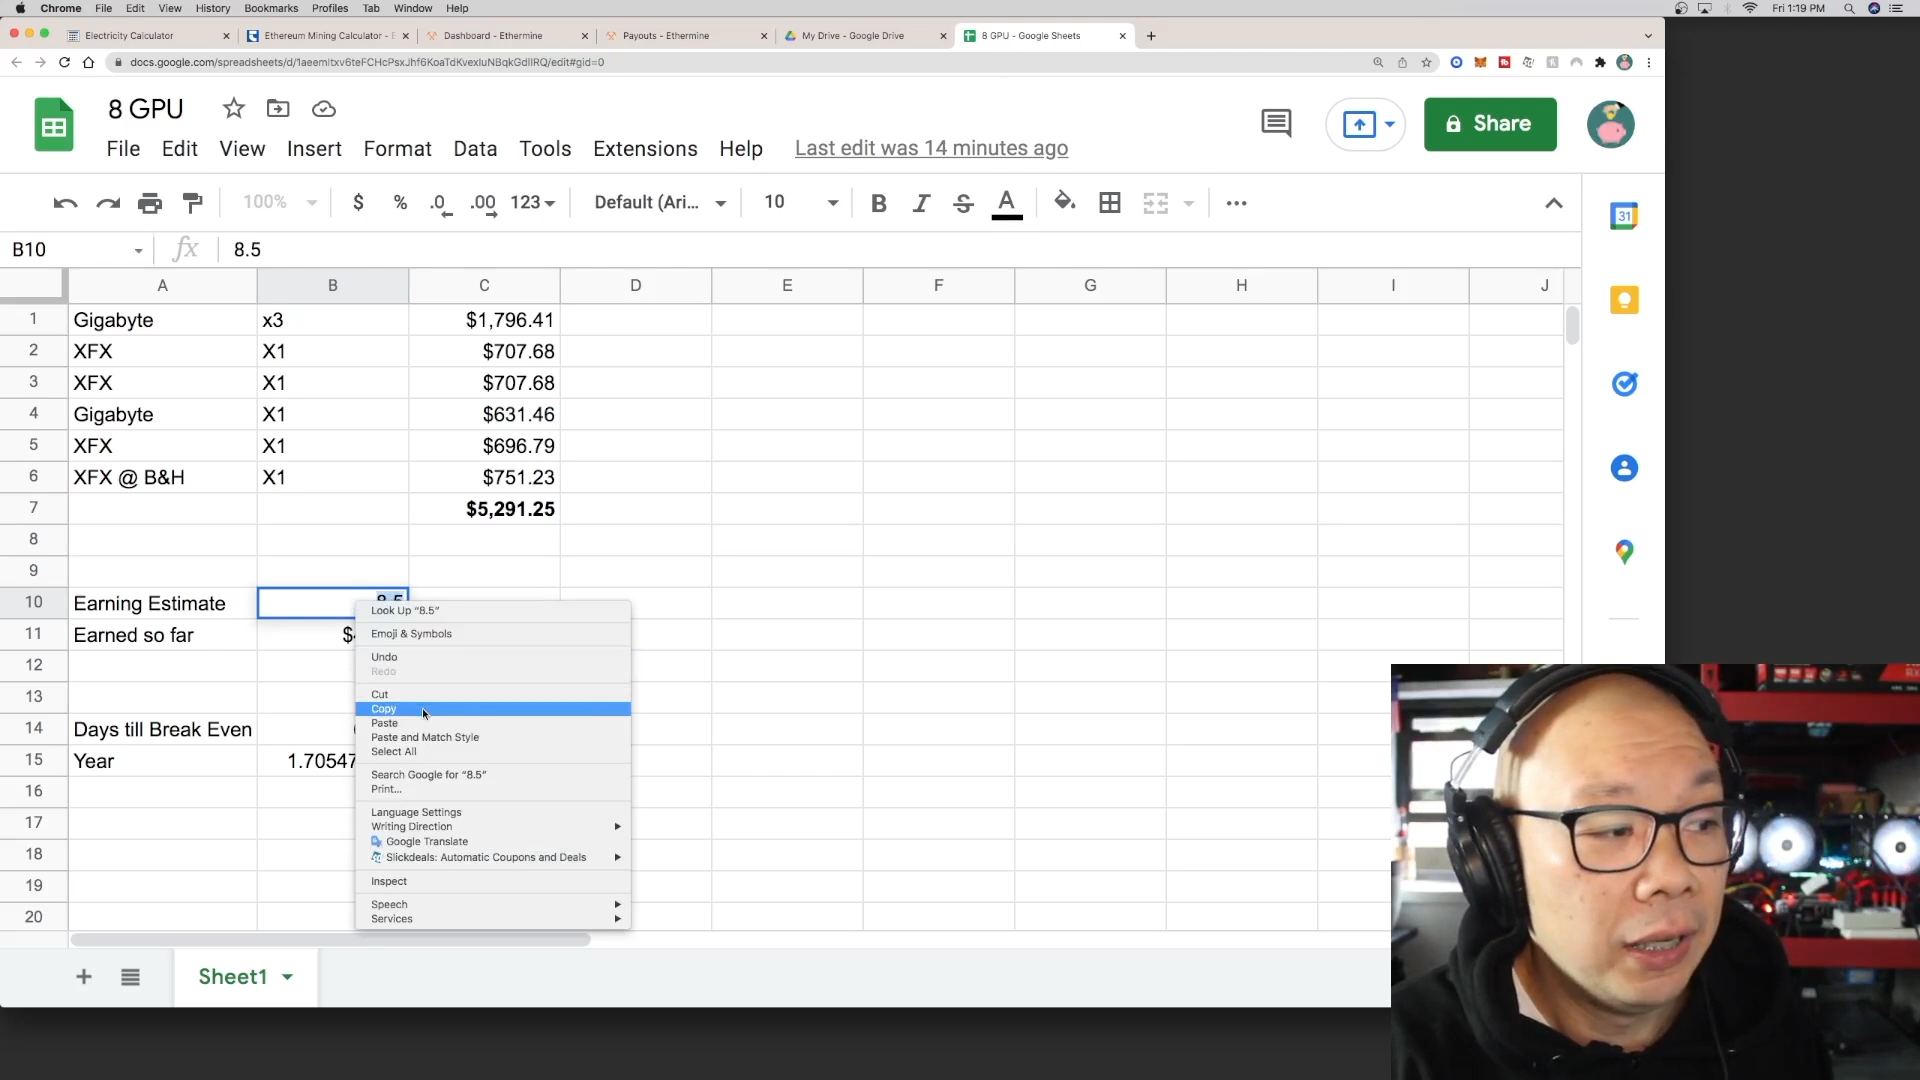 Chrome File Edit View History Bookmarks Profiles Tab Window Help Fri 1:19 PM
Electricity Calculator Ethereum Mining Calculator - E Dashboard - Ethermine Payouts - Ethermine My Drive - Google Drive 8 GPU - Google Sheets
8 GPU
Share
File Edit View Insert Format Data Tools Extensions Help Last edit was 14 minutes ago
100% $ % .0 .00 123 Default (Ari... 10 B I S A
31
B10 fx 8.5
A B C D E F G H I J
1 Gigabyte x3 $1,796.41
2 XFX X1 $707.68
3 XFX X1 $707.68
4 Gigabyte X1 $631.46
5 XFX X1 $696.79
6 XFX @ B&H X1 $751.23
7 $5,291.25
8
9
10 Earning Estimate 8.5
11 Earned so far
12
13
14 Days till Break Even
15 Year 1.70547
16
17
18
19
20
Look Up “8.5”
Emoji & Symbols
Undo
Redo
Cut
Copy
Paste
Paste and Match Style
Select All
Search Google for “8.5”
Print...
Language Settings
Writing Direction
Google Translate
Slickdeals: Automatic Coupons and Deals
Inspect
Speech
Services
Sheet1